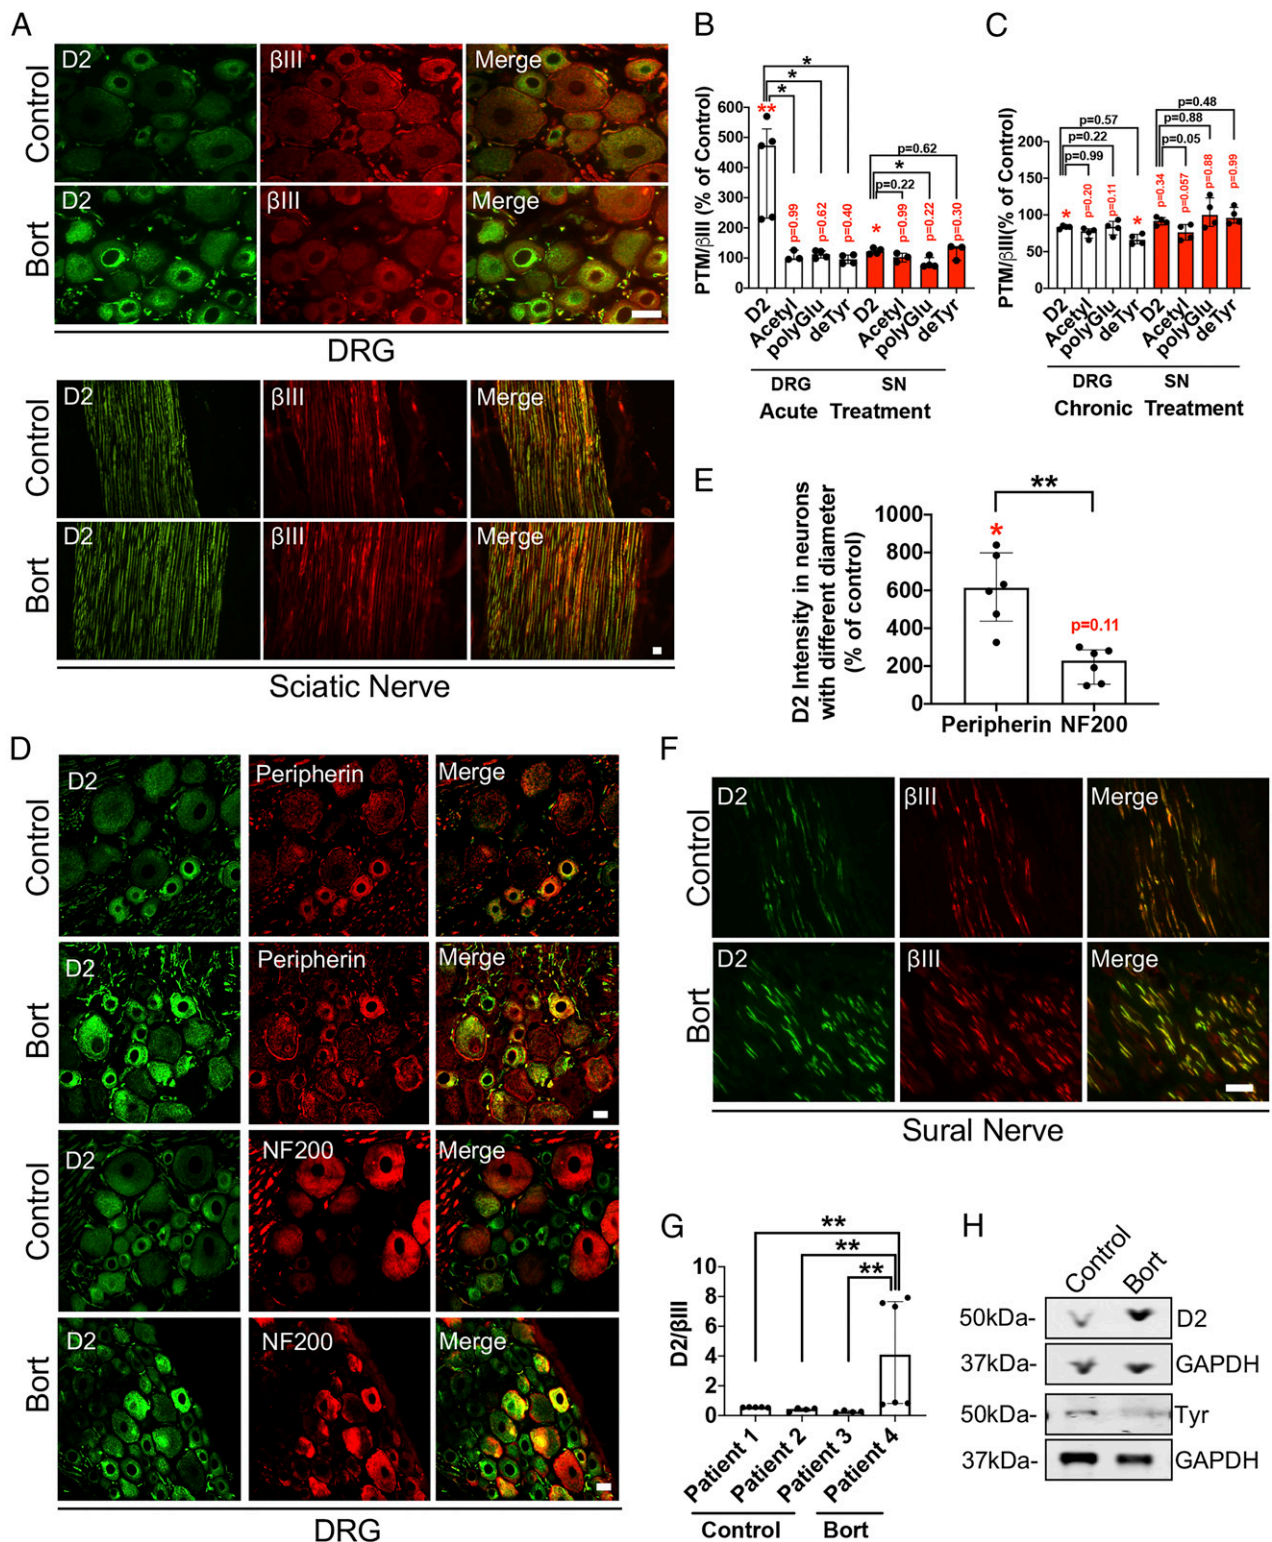 A
D2 βIII Merge
Control
D2 βIII Merge
Bort
DRG
D2 βIII Merge
Control
D2 βIII Merge
Bort
Sciatic Nerve
B
PTM/βIII (% of Control)
600
500
400
300
200
100
0
*
*
*
**
p=0.99
p=0.62
p=0.40
p=0.62
*
p=0.22
*
p=0.99
p=0.22
p=0.30
D2 Acetyl polyGlu deTyr D2 Acetyl polyGlu deTyr
DRG SN
Acute Treatment
C
PTM/βIII(% of Control)
200
150
100
50
0
p=0.57
p=0.22
p=0.99
*
p=0.20
p=0.11
*
p=0.48
p=0.88
p=0.05
p=0.34
p=0.057
p=0.88
p=0.99
D2 Acetyl polyGlu deTyr D2 Acetyl polyGlu deTyr
DRG SN
Chronic Treatment
E
D2 Intensity in neurons
with different diameter
(% of control)
1000
800
600
400
200
0
**
*
p=0.11
Peripherin NF200
D
D2 Peripherin Merge
Control
D2 Peripherin Merge
Bort
D2 NF200 Merge
Control
D2 NF200 Merge
Bort
DRG
F
D2 βIII Merge
Control
D2 βIII Merge
Bort
Sural Nerve
G
D2/βIII
10
8
6
4
2
0
**
**
**
Patient 1 Patient 2 Patient 3 Patient 4
Control Bort
H
Control Bort
50kDa- D2
37kDa- GAPDH
50kDa- Tyr
37kDa- GAPDH